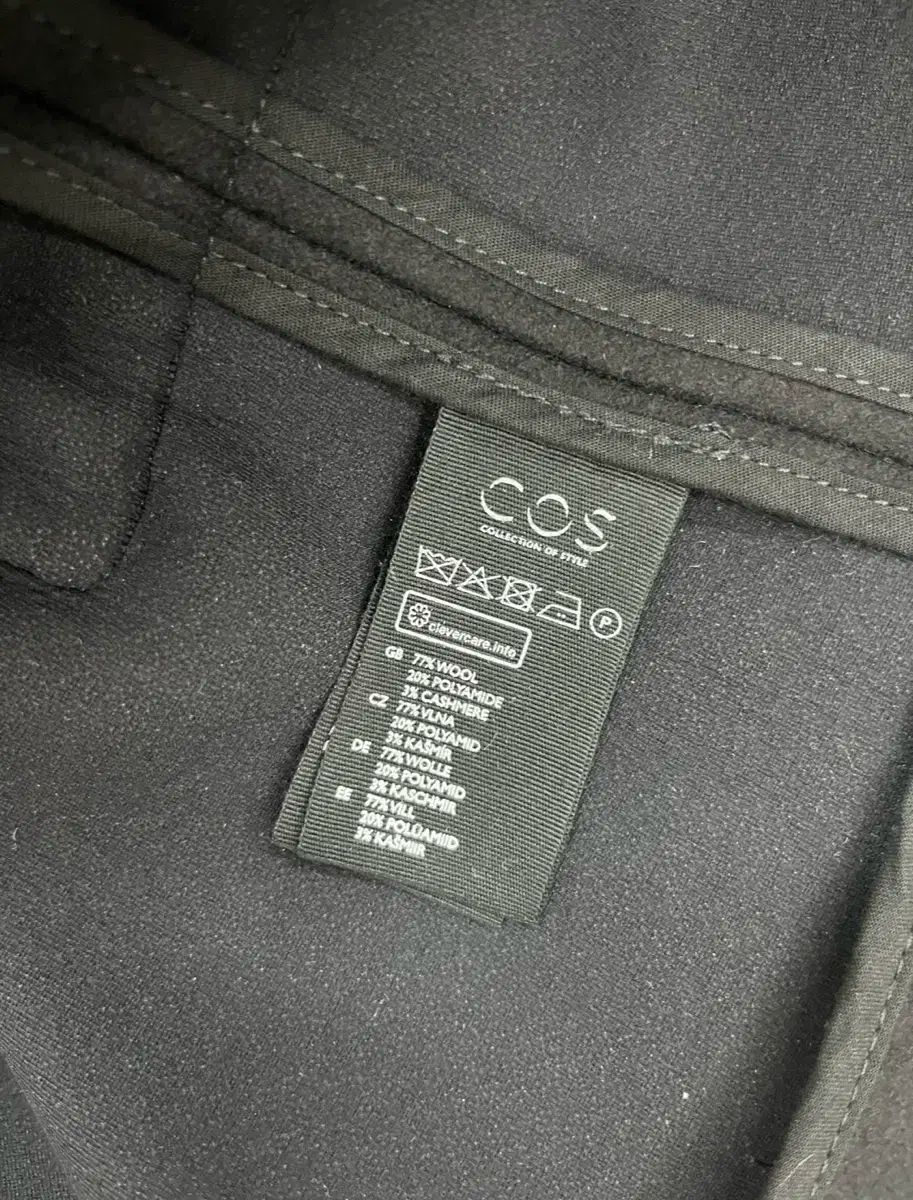 COS
COLLECTION OF STYLE
P
clevercare.info
GB 77% WOOL
20% POLYAMIDE
3% CASHMERE
CZ 77% VLNA
20% POLYAMID
3% KAŠMÍR
DE 77% WOLLE
20% POLYAMID
3% KASCHMIR
EE 77% VILL
20% POLÜAMIID
3% KAŠMIIR